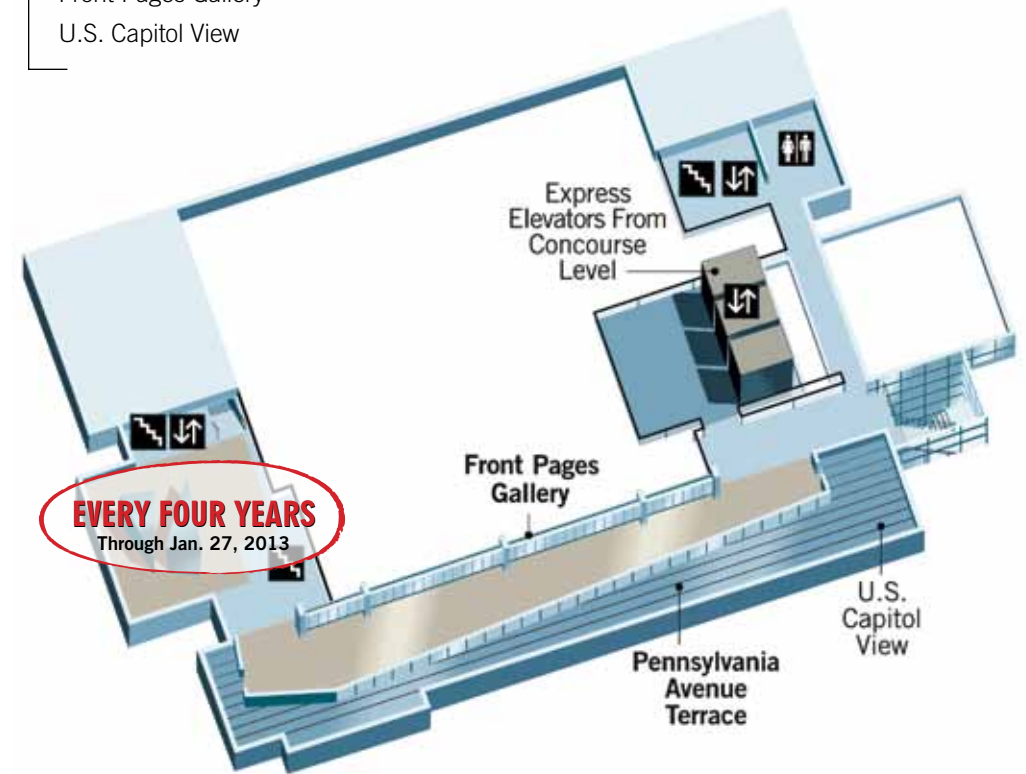 Front Pages Gallery
U.S. Capitol View
Express
Elevators From
Concourse
Level
Front Pages
Gallery
EVERY FOUR YEARS
Through Jan. 27, 2013
U.S.
Capitol
View
Pennsylvania
Avenue
Terrace